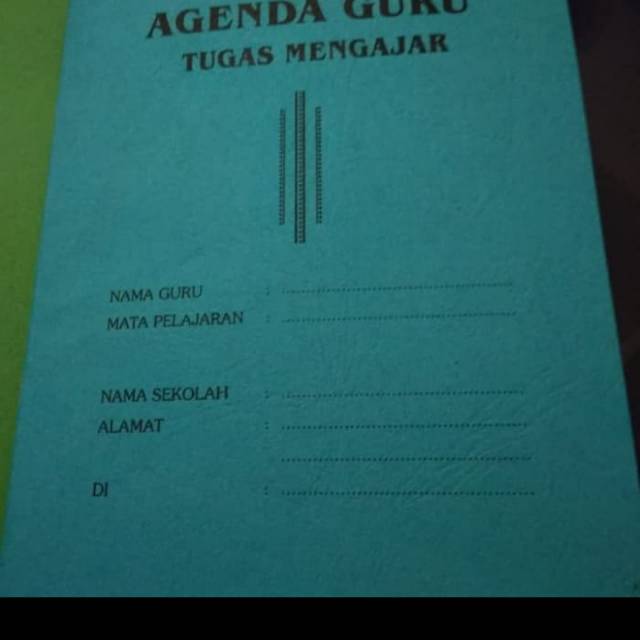 AGENDA GURU
TUGAS MENGAJAR
NAMA GURU : ........................
MATA PELAJARAN : ........................
NAMA SEKOLAH : ........................
ALAMAT : ........................
........................
DI : ........................